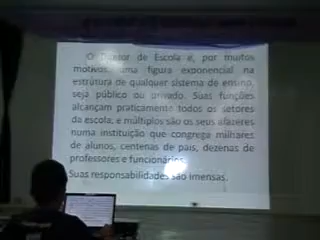 O Diretor de Escola é, por muitos
motivos, uma figura exponencial na
estrutura de qualquer sistema de ensino,
seja público ou privado. Suas funções
alcançam praticamente todos os setores
da escola, e múltiplos são os seus afazeres
numa instituição que congrega milhares
de alunos, centenas de pais, dezenas de
professores e funcionários.
Suas responsabilidades são imensas.